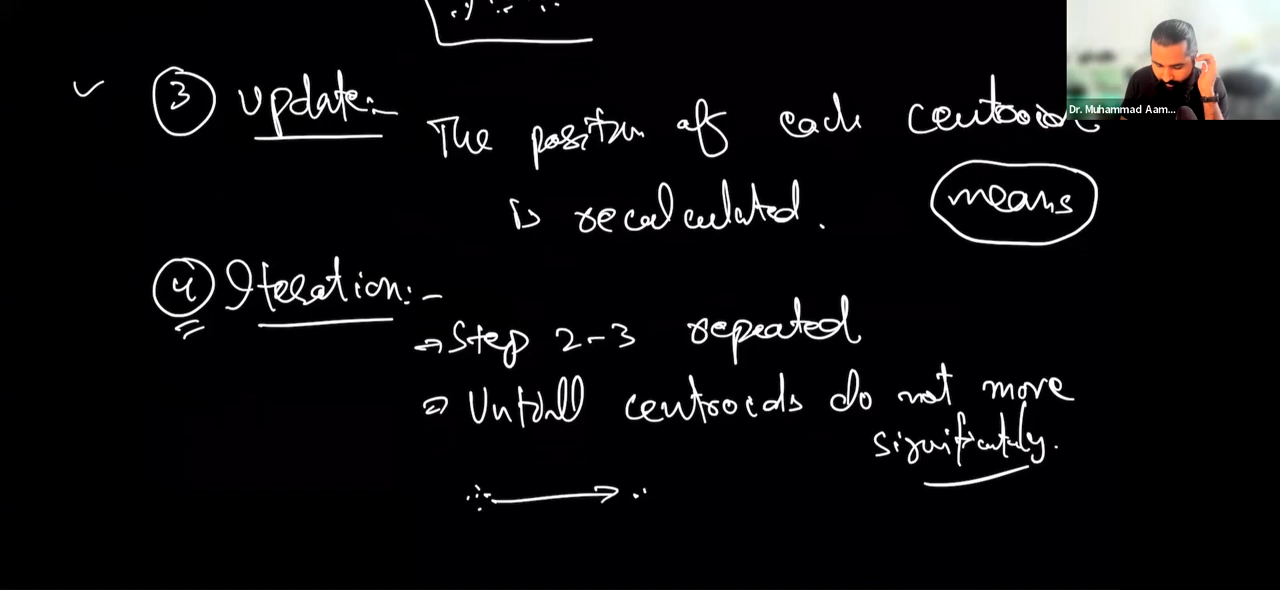 ③ Update:-
The position of each centroid
Dr. Muhammad Aam...
is recalculated. means
④ Iteration:-
→ Step 2-3 repeated
→ Untill centroids do not more
significantly.